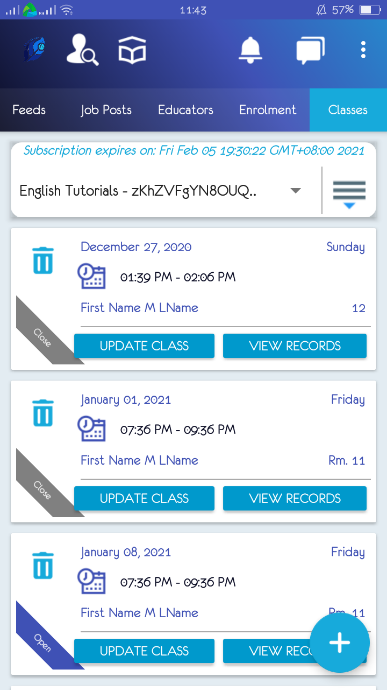 11:43
57%
Feeds
Job Posts
Educators
Enrolment
Classes
Subscription expires on: Fri Feb 05 19:30:22 GMT+08:00 2021
English Tutorials - zKhZVFgYN8OUQ..
December 27, 2020
Sunday
01:39 PM - 02:06 PM
First Name M LName
12
Close
UPDATE CLASS
VIEW RECORDS
January 01, 2021
Friday
07:36 PM - 09:36 PM
First Name M LName
Rm. 11
Close
UPDATE CLASS
VIEW RECORDS
January 08, 2021
Friday
07:36 PM - 09:36 PM
First Name M LName
Rm. 11
Open
UPDATE CLASS
VIEW